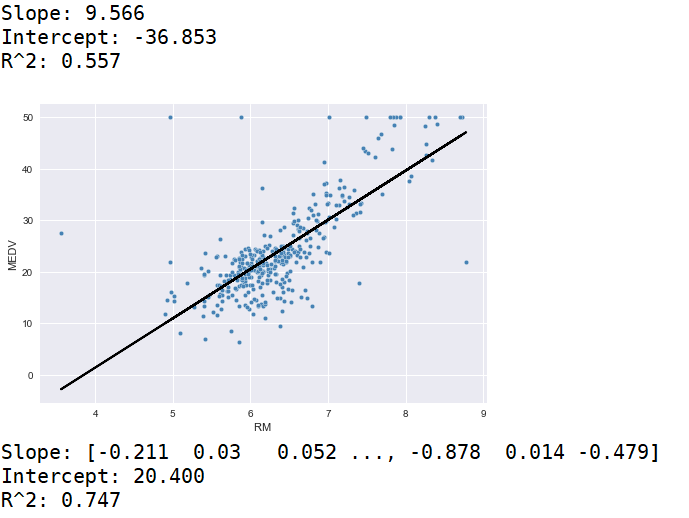 Slope: 9.566
Intercept: -36.853
R^2: 0.557
50
40
30
20
10
0
MEDV
4 5 6 7 8 9
RM
Slope: [-0.211  0.03   0.052 ..., -0.878  0.014 -0.479]
Intercept: 20.400
R^2: 0.747